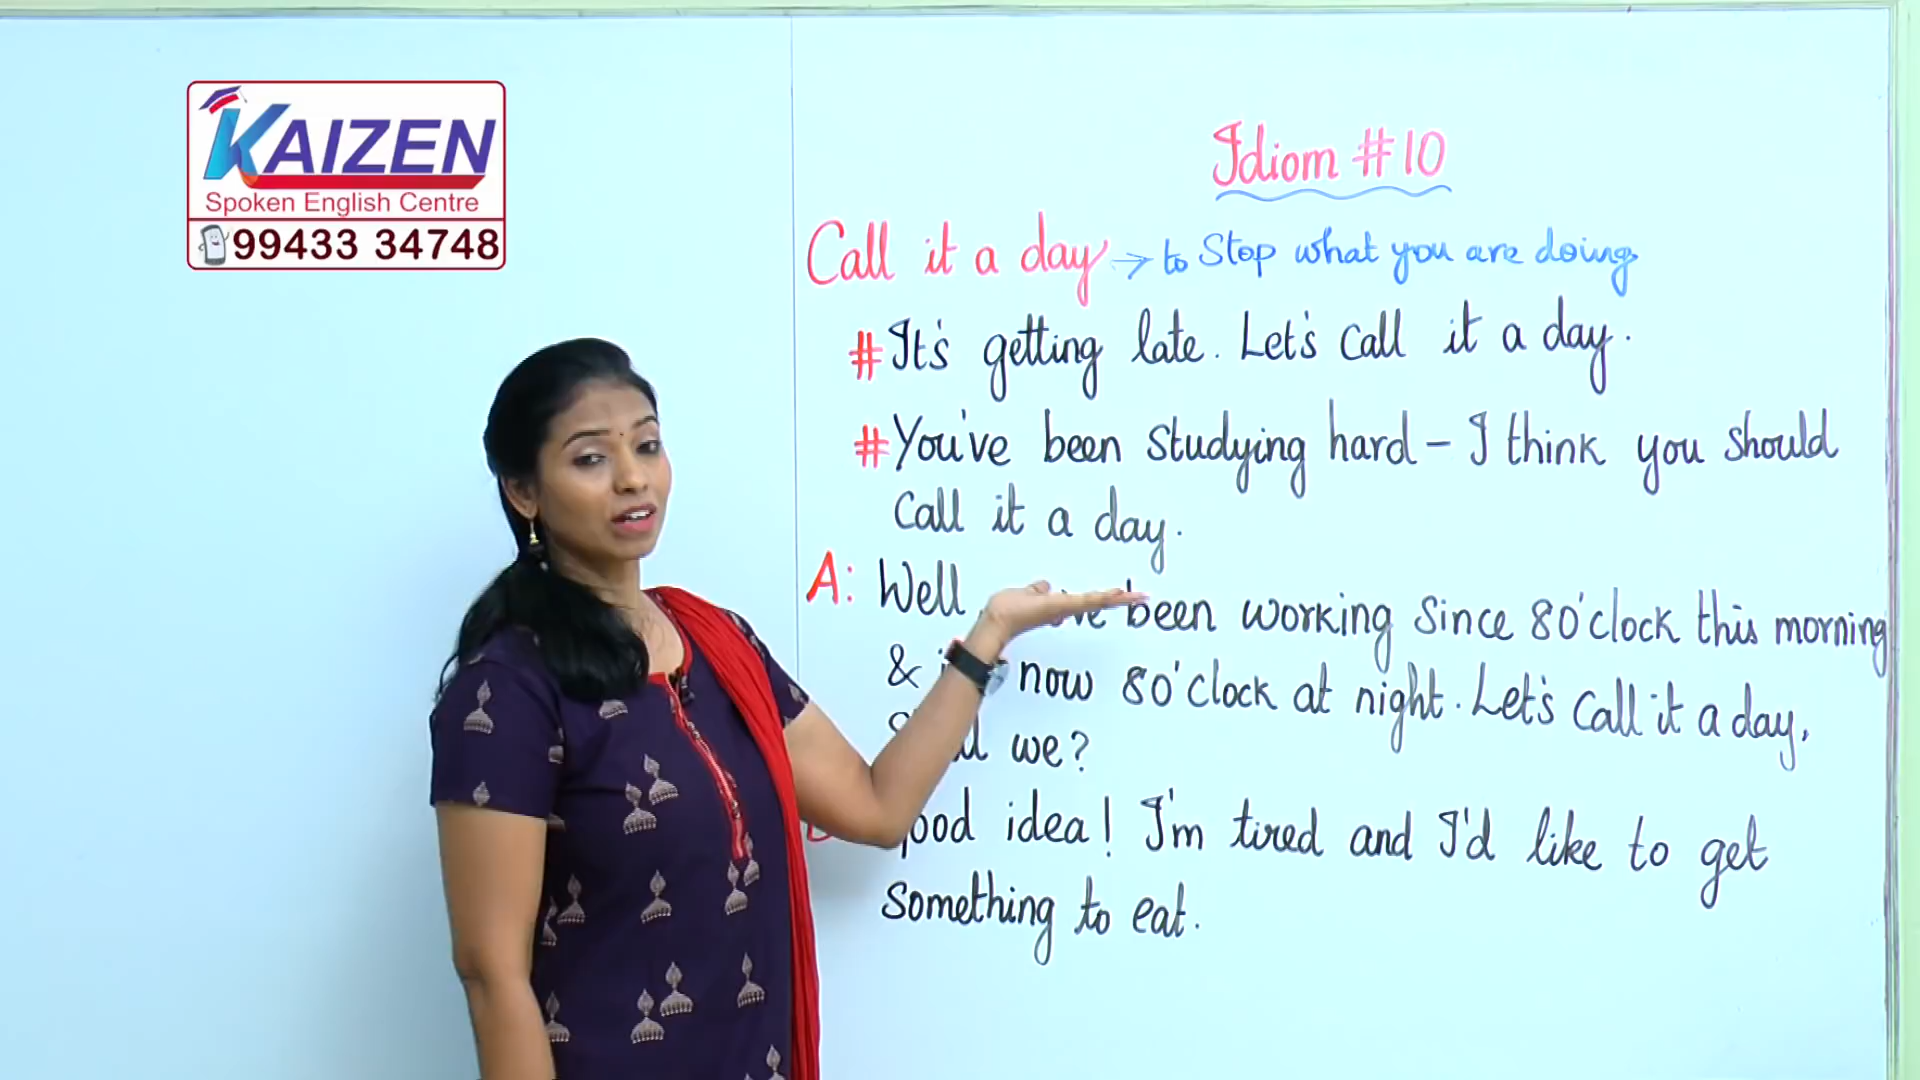 KAIZEN
Spoken English Centre
99433 34748
Idiom #10
Call it a day → to Stop what you are doing
# It's getting late. Let's call it a day.
# You've been studying hard - I think you should
call it a day.
A: Well been working since 8 o'clock this morning
& now 8 o'clock at night. Let's call it a day,
we?
idea! I'm tired and I'd like to get
something to eat.